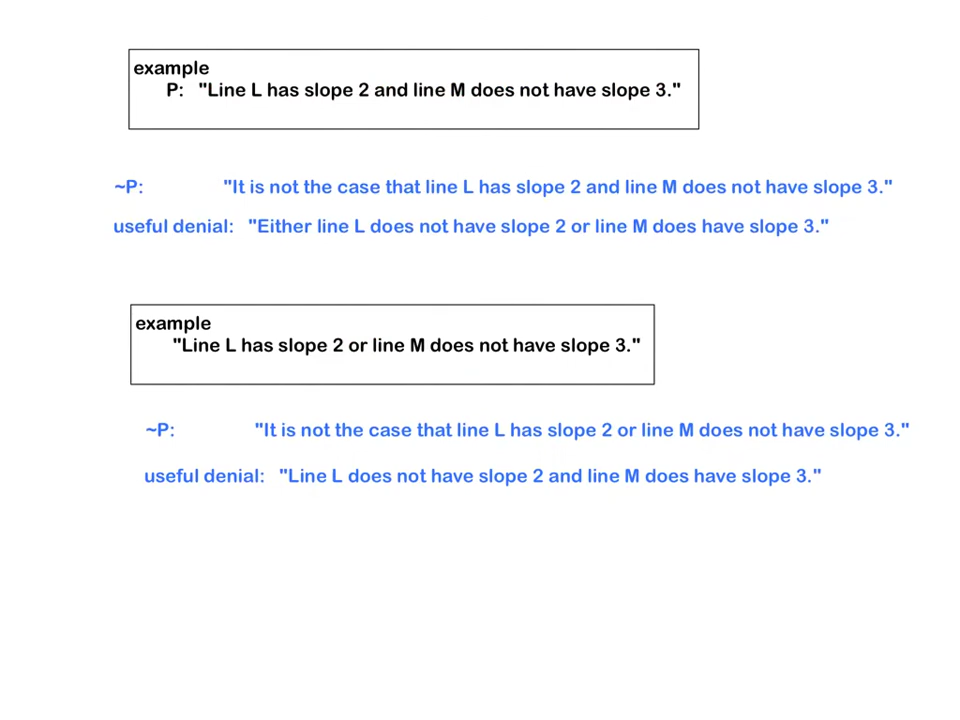 example
P: "Line L has slope 2 and line M does not have slope 3."
~P: "It is not the case that line L has slope 2 and line M does not have slope 3."
useful denial: "Either line L does not have slope 2 or line M does have slope 3."
example
"Line L has slope 2 or line M does not have slope 3."
~P: "It is not the case that line L has slope 2 or line M does not have slope 3."
useful denial: "Line L does not have slope 2 and line M does have slope 3."